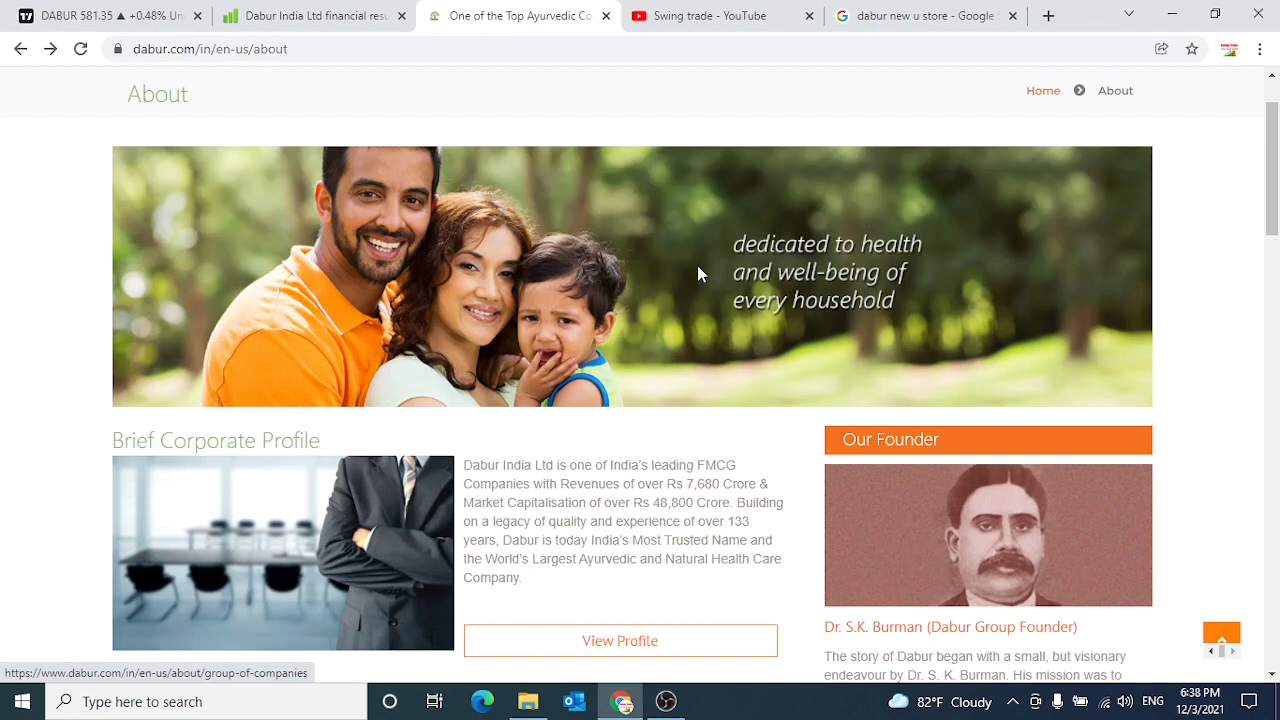 581.35 ▲ +0.48% Un
Dabur India Ltd financial resu
One of the Top Ayurvedic Co
Swing trade - YouTube
dabur new u store - Google S
dabur.com/in/en-us/about
About
Home
About
dedicated to health
and well-being of
every household
Brief Corporate Profile
Dabur India Ltd is one of India's leading FMCG
Companies with Revenues of over Rs 7,680 Crore &
Market Capitalisation of over Rs 48,800 Crore. Building
on a legacy of quality and experience of over 133
years, Dabur is today India's Most Trusted Name and
the World's Largest Ayurvedic and Natural Health Care
Company.
View Profile
Our Founder
Dr. S.K. Burman (Dabur Group Founder)
The story of Dabur began with a small, but visionary
endeavour by Dr. S. K. Burman. His mission was to
https://www.dabur.com/in/en-us/about/group-of-companies
Type here to search
82°F
6:38 PM
12/3/2021